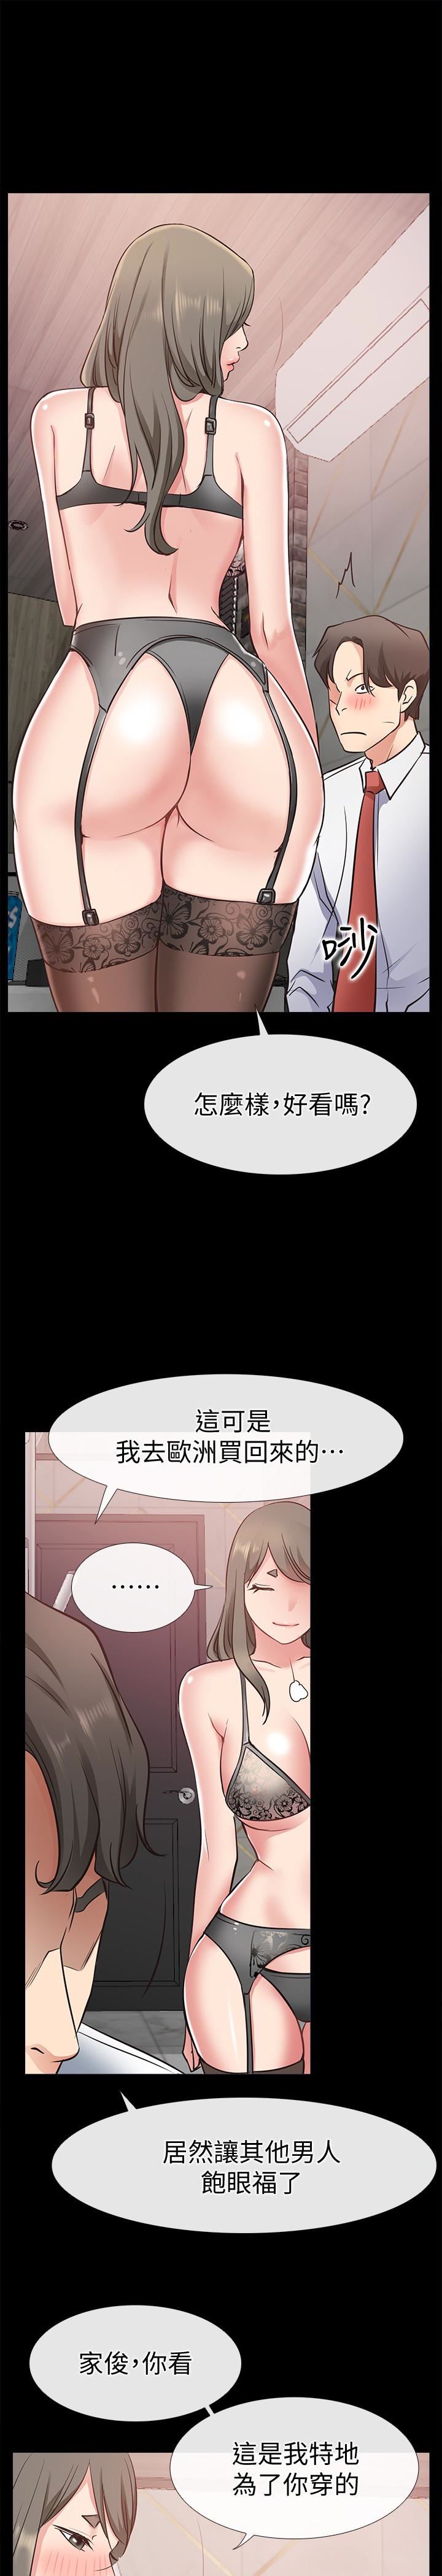 唦
怎麼樣，好看嗎?
這可是
我去歐洲買回來的…
……
居然讓其他男人
飽眼福了
家俊，你看
這是我特地
為了你穿的